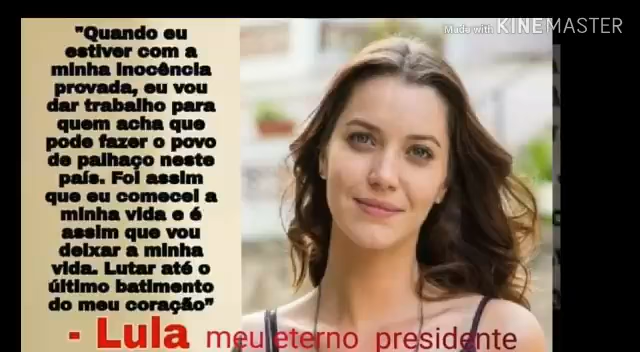 Made with KINEMASTER
"Quando eu
estiver com a
minha inocência
provada, eu vou
dar trabalho para
quem acha que
pode fazer o povo
de palhaço neste
país. Foi assim
que eu comecei a
minha vida e é
assim que vou
deixar a minha
vida. Lutar até o
último batimento
do meu coração"
- Lula meu eterno presidente